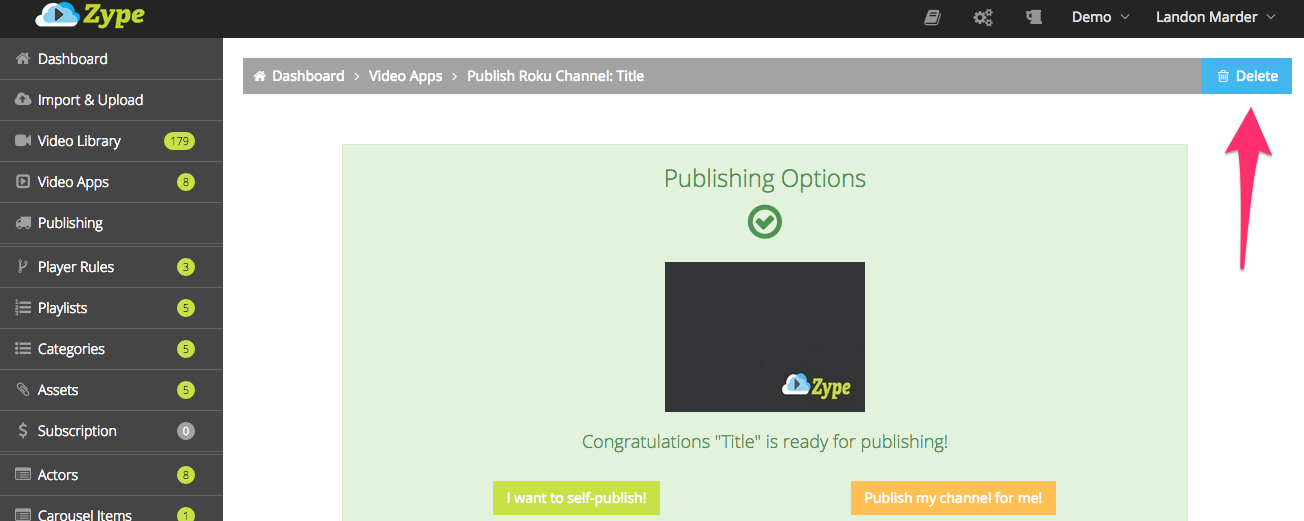 Zype
Demo
Landon Marder
Dashboard
Import & Upload
Video Library 179
Video Apps 8
Publishing
Player Rules 3
Playlists 5
Categories 5
Assets 5
Subscription 0
Actors 8
Carousel Items 1
Dashboard > Video Apps > Publish Roku Channel: Title
Delete
Publishing Options
Zype
Congratulations "Title" is ready for publishing!
I want to self-publish!
Publish my channel for me!